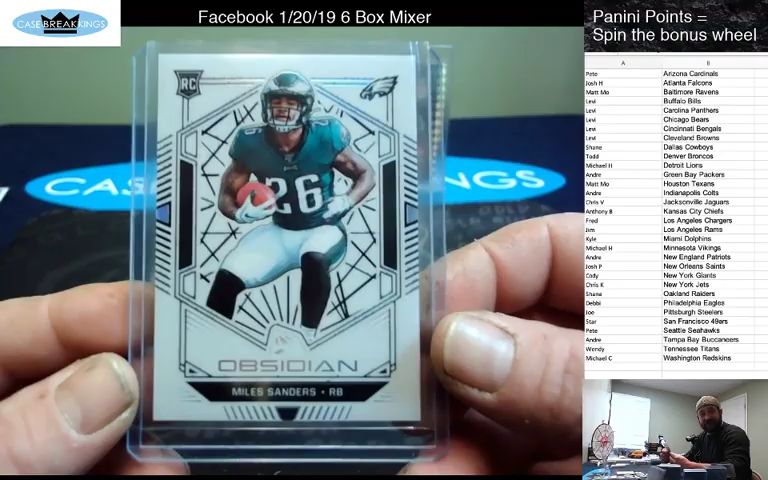 CASE BREAK KINGS
Facebook 1/20/19 6 Box Mixer
Panini Points =
Spin the bonus wheel
RC
26
26
CAS
NGS
OBSIDIAN
MILES SANDERS • RB
A B
Pete Arizona Cardinals
Josh H Atlanta Falcons
Matt Mo Baltimore Ravens
Levi Buffalo Bills
Levi Carolina Panthers
Levi Chicago Bears
Levi Cincinnati Bengals
Levi Cleveland Browns
Shane Dallas Cowboys
Todd Denver Broncos
Michael H Detroit Lions
Andre Green Bay Packers
Matt Mo Houston Texans
Andre Indianapolis Colts
Chris V Jacksonville Jaguars
Anthony B Kansas City Chiefs
Fred Los Angeles Chargers
Jim Los Angeles Rams
Kyle Miami Dolphins
Michael H Minnesota Vikings
Andre New England Patriots
Josh P New Orleans Saints
Cody New York Giants
Chris K New York Jets
Shane Oakland Raiders
Debbi Philadelphia Eagles
Joe Pittsburgh Steelers
Star San Francisco 49ers
Pete Seattle Seahawks
Andre Tampa Bay Buccaneers
Wendy Tennessee Titans
Michael C Washington Redskins